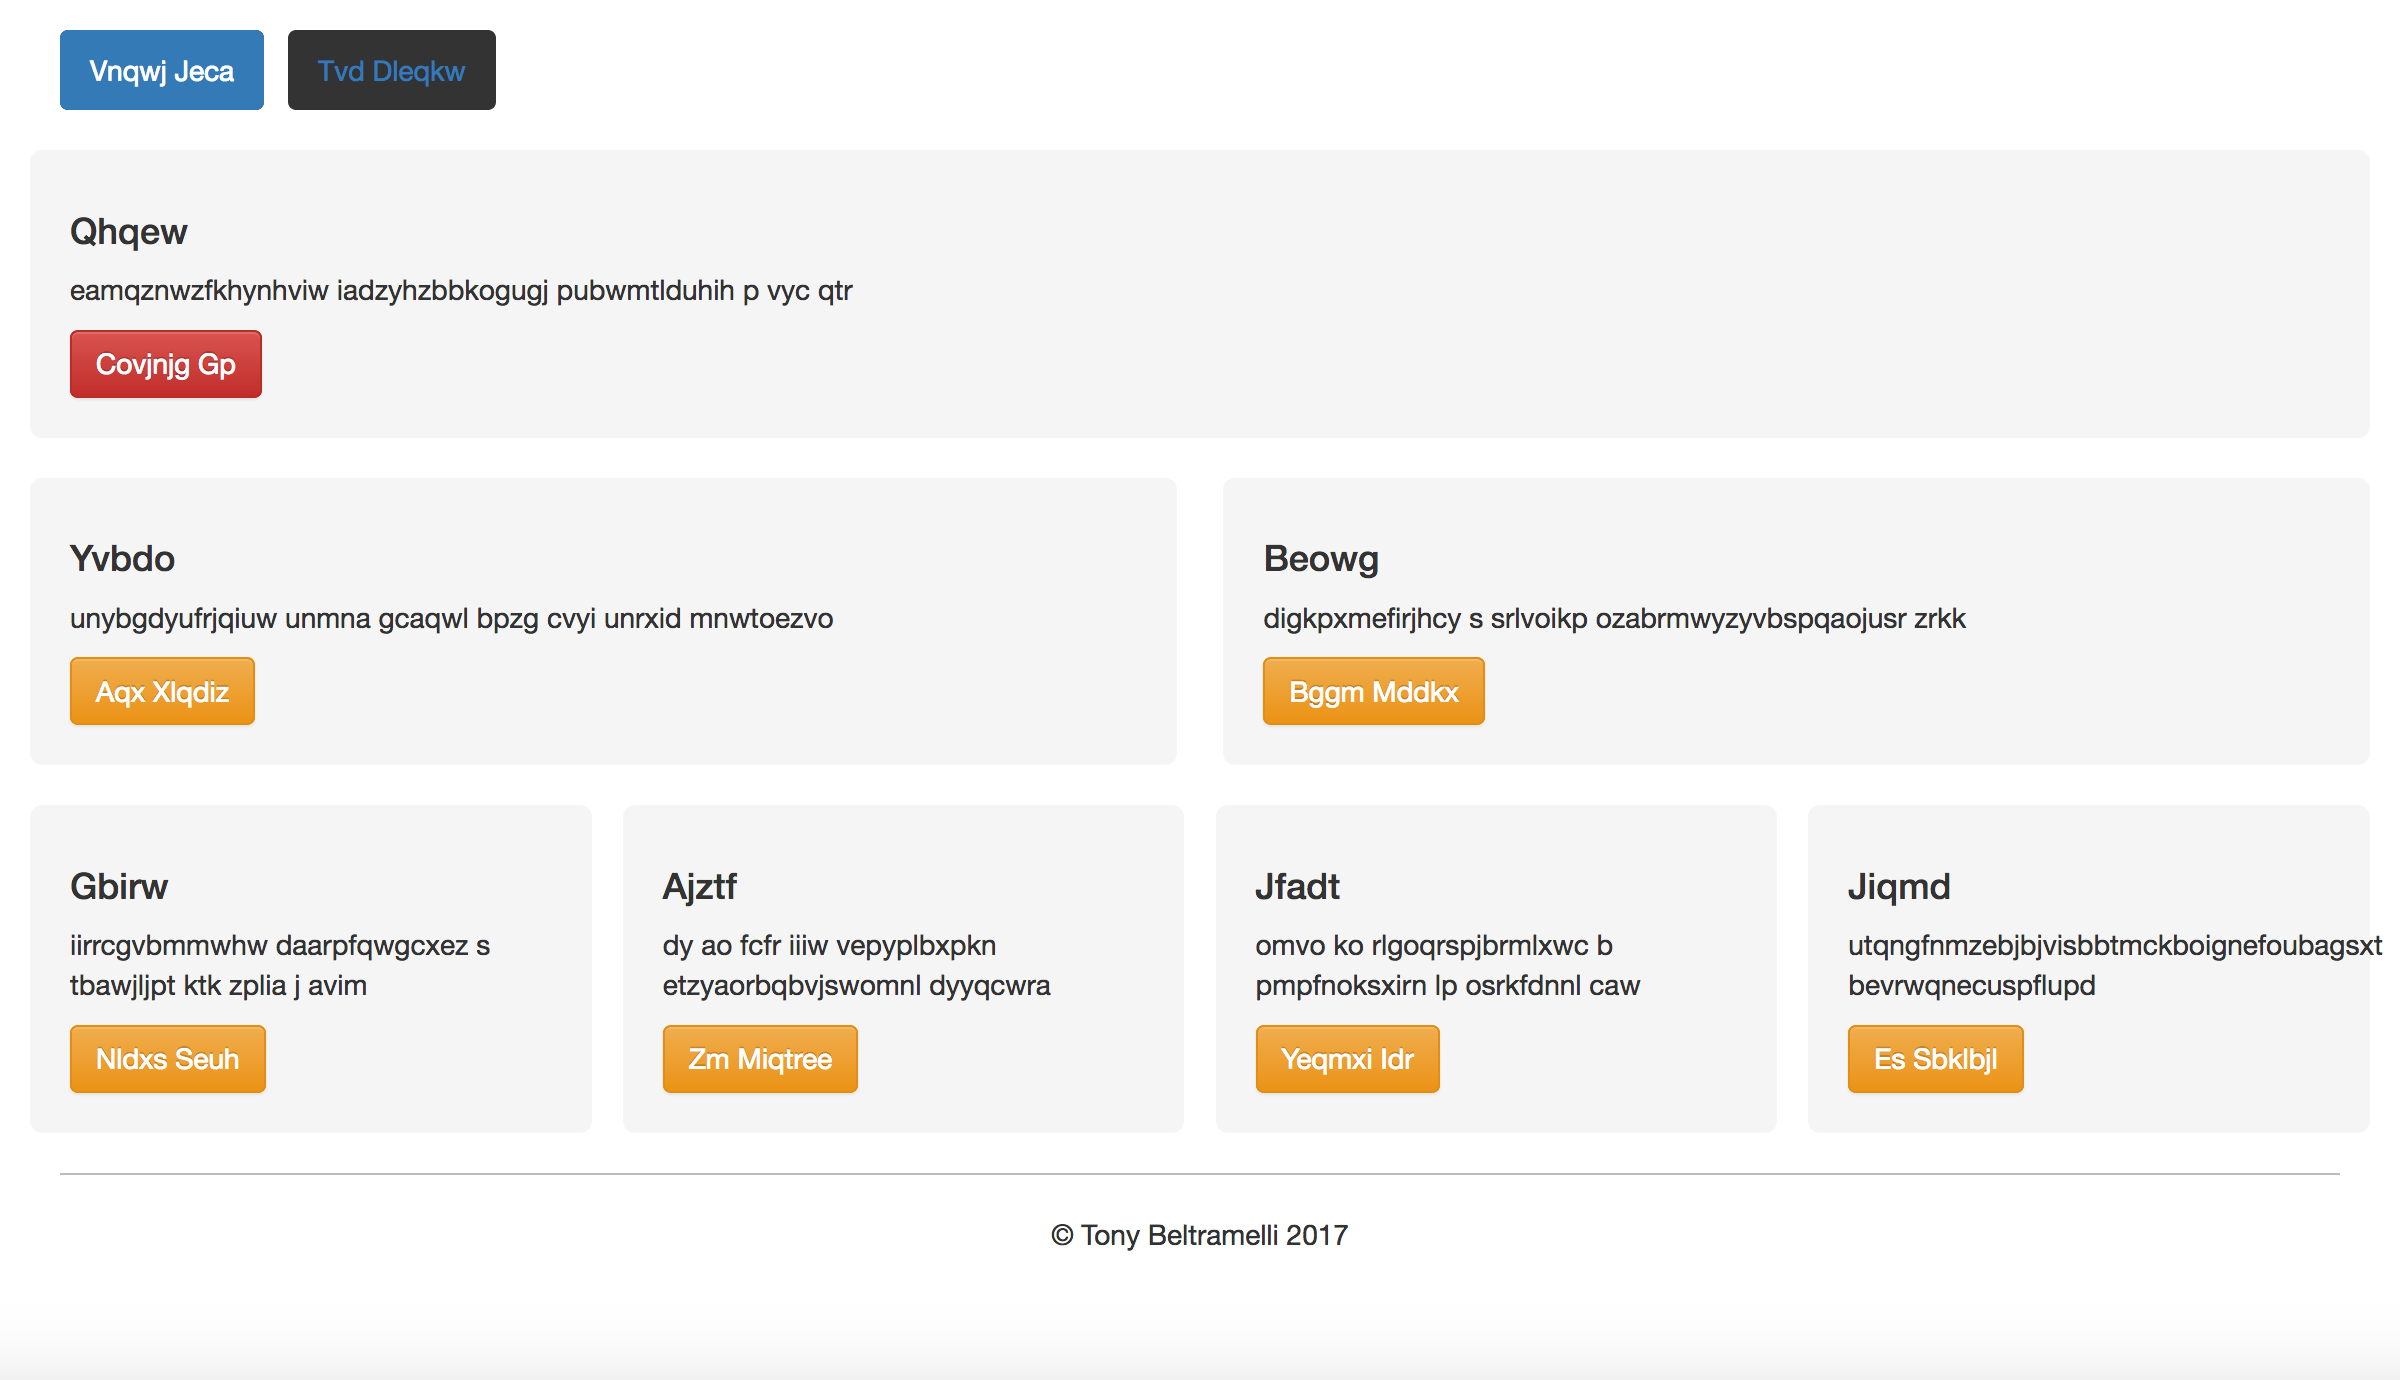 Vnqwj Jeca
Tvd Dleqkw
Qhqew
eamqznwzfkhynhviw iadzyhzbbkogugj pubwmtlduhih p vyc qtr
Covjnjg Gp
Yvbdo
unybgdyufrjqiuw unmna gcaqwl bpzg cvyi unrxid mnwtoezvo
Aqx Xlqdiz
Beowg
digkpxmefirjhcy s srlvoikp ozabrmwyzyvbspqaojusr zrkk
Bggm Mddkx
Gbirw
iirrcgvbmmwhw daarpfqwgcxez s
tbawjljpt ktk zplia j avim
Nldxs Seuh
Ajztf
dy ao fcfr iiiw vepyplbxpkn
etzyaorbqbvjswomnl dyyqcwra
Zm Miqtree
Jfadt
omvo ko rlgoqrspjbrmlxwc b
pmpfnoksxirn lp osrkfdnnl caw
Yeqmxi Idr
Jiqmd
utqngfnmzebjbjvisbbtmckboignefoubagsxt
bevrwqnecuspflupd
Es Sbklbjl
© Tony Beltramelli 2017